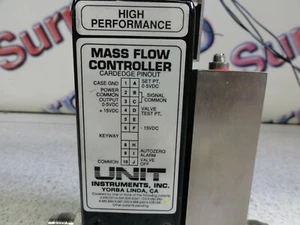 HIGH
PERFORMANCE
MASS FLOW
CONTROLLER
CARDEDGE PINOUT
CASE GND 1 A SET PT. 0-5VDC
POWER COMMON 2 B SIGNAL COMMON
OUTPUT 0-5VDC 3 C
+ 15VDC 4 D VALVE TEST PT.
5 E
6 F - 15VDC
KEYWAY
8 H AUTOZERO ALARM
COMMON 10 J VALVE OFF
UNIT
INSTRUMENTS, INC.
YORBA LINDA, CA